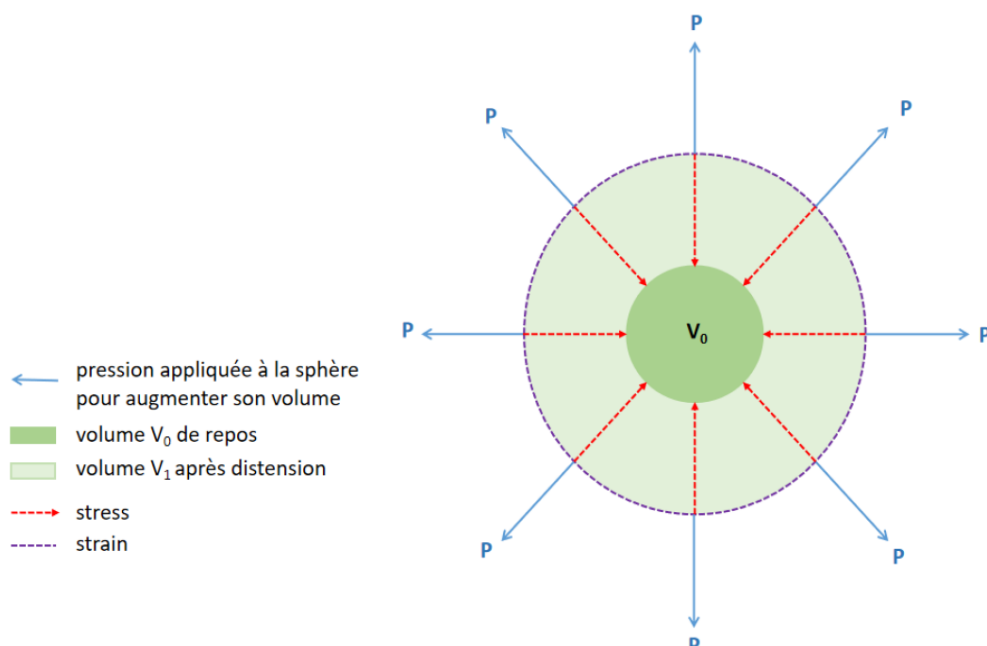 P
P
P
P
P
V₀
P
P
P
P
pression appliquée à la sphère
pour augmenter son volume
volume V₀ de repos
volume V₁ après distension
stress
strain